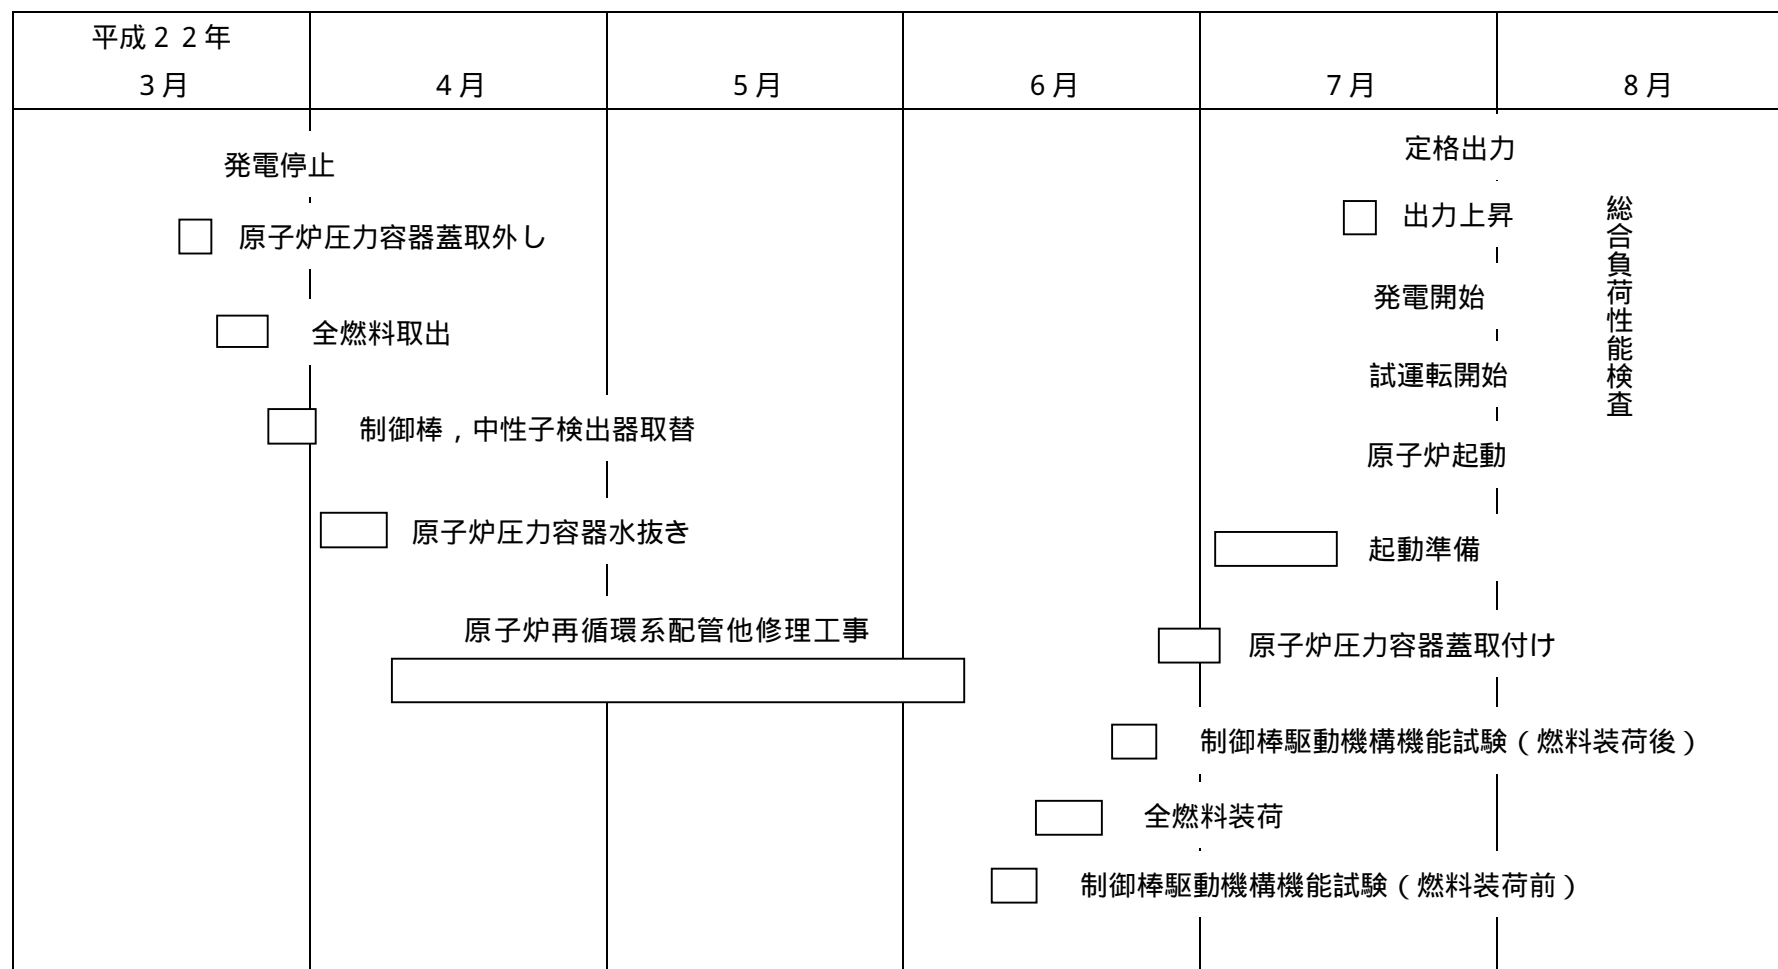 平成２２年
3月
4月
5月
6月
7月
8月
発電停止
原子炉圧力容器蓋取外し
全燃料取出
制御棒，中性子検出器取替
原子炉圧力容器水抜き
原子炉再循環系配管他修理工事
定格出力
出力上昇
発電開始
試運転開始
原子炉起動
起動準備
原子炉圧力容器蓋取付け
制御棒駆動機構機能試験（燃料装荷後）
全燃料装荷
制御棒駆動機構機能試験（燃料装荷前）
総合負荷性能検査